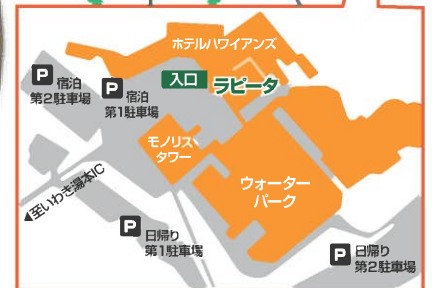 ホテルハワイアンズ
P 宿泊
第2駐車場
P 宿泊
第1駐車場
入口
ラピータ
モノリス
タワー
ウォーター
パーク
◀至いわき湯本IC
P 日帰り
第1駐車場
P 日帰り
第2駐車場